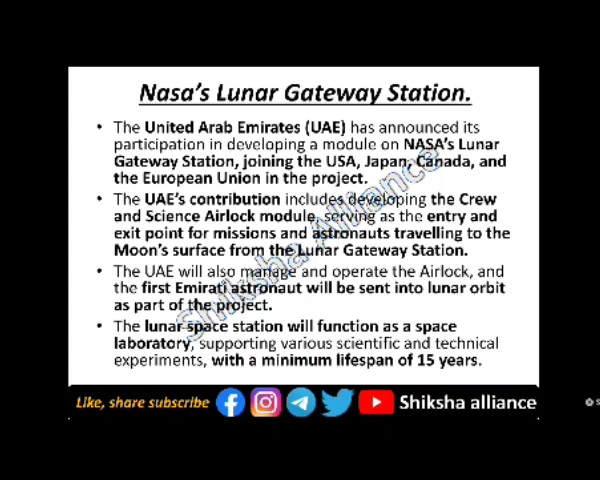 Nasa's Lunar Gateway Station.
• The United Arab Emirates (UAE) has announced its
participation in developing a module on NASA's Lunar
Gateway Station, joining the USA, Japan, Canada, and
the European Union in the project.
• The UAE's contribution includes developing the Crew
and Science Airlock module, serving as the entry and
exit point for missions and astronauts travelling to the
Moon's surface from the Lunar Gateway Station.
• The UAE will also manage and operate the Airlock, and
the first Emirati astronaut will be sent into lunar orbit
as part of the project.
• The lunar space station will function as a space
laboratory, supporting various scientific and technical
experiments, with a minimum lifespan of 15 years.
Shiksha Alliance
Like, share subscribe Shiksha alliance